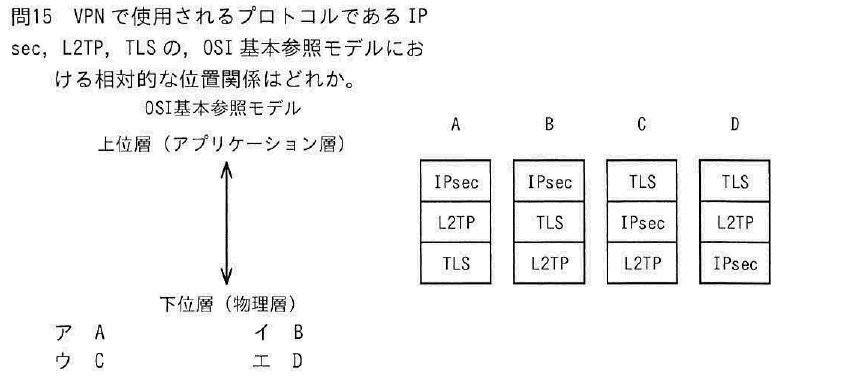 問15 VPNで使用されるプロトコルであるIP
sec，L2TP，TLSの，OSI基本参照モデルにお
ける相対的な位置関係はどれか。
OSI基本参照モデル
上位層（アプリケーション層）
下位層（物理層）
A B C D
IPsec IPsec TLS TLS
L2TP TLS IPsec L2TP
TLS L2TP L2TP IPsec
ア A イ B
ウ C エ D